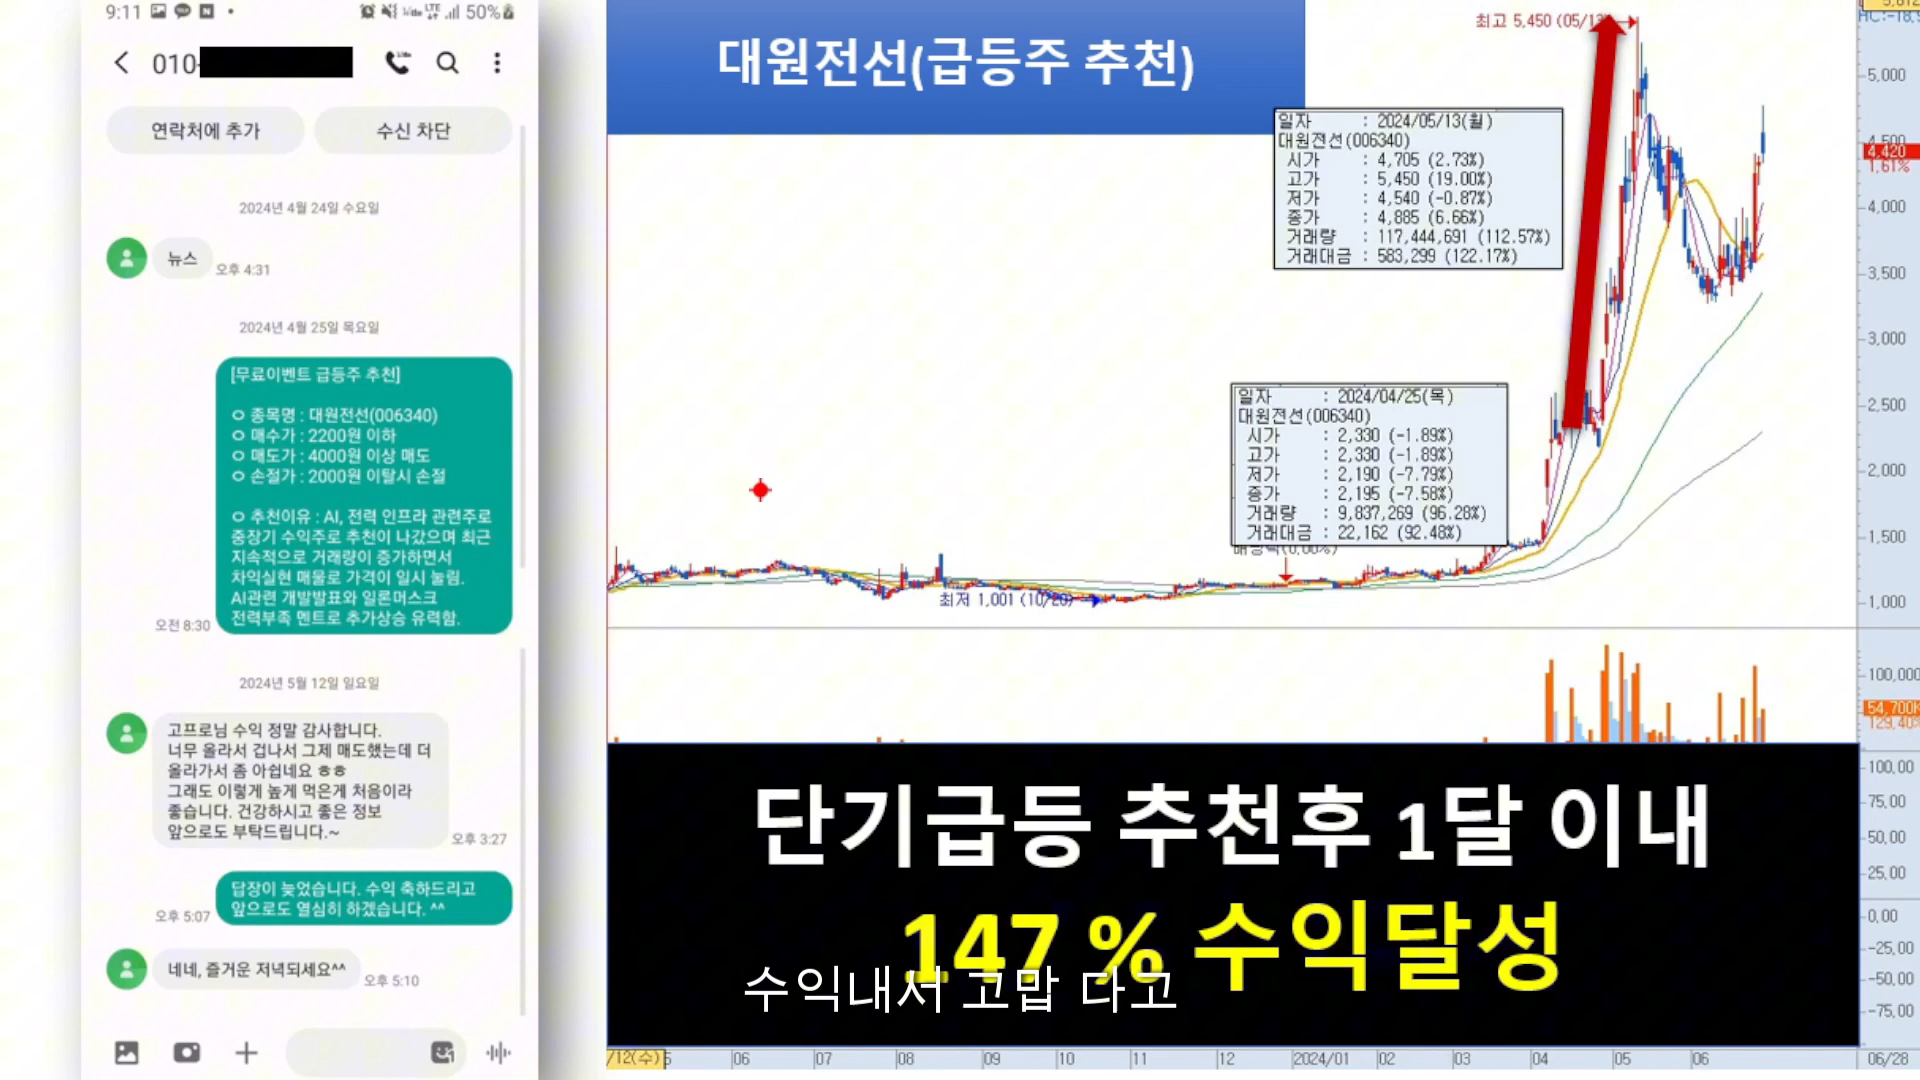 9:11
50%
010-
연락처에 추가
수신 차단
2024년 4월 24일 수요일
뉴스
오후 4:31
2024년 4월 25일 목요일
[무료이벤트 급등주 추천]
ㅇ 종목명 : 대원전선(006340)
ㅇ 매수가 : 2200원 이하
ㅇ 매도가 : 4000원 이상 매도
ㅇ 손절가 : 2000원 이탈시 손절
ㅇ 추천이유 : AI, 전력 인프라 관련주로
중장기 수익주로 추천이 나갔으며 최근
지속적으로 거래량이 증가하면서
차익실현 매물로 가격이 일시 눌림.
AI관련 개발발표와 일론머스크
전력부족 멘트로 추가상승 유력함.
오전 8:30
2024년 5월 12일 일요일
고프로님 수익 정말 감사합니다.
너무 올라서 겁나서 그제 매도했는데 더
올라가서 좀 아쉽네요 ㅎㅎ
그래도 이렇게 높게 먹은게 처음이라
좋습니다. 건강하시고 좋은 정보
앞으로도 부탁드립니다.~
오후 3:27
답장이 늦었습니다. 수익 축하드리고
앞으로도 열심히 하겠습니다. ^^
오후 5:07
네네, 즐거운 저녁되세요^^
오후 5:10
대원전선(급등주 추천)
최고 5,450 (05/13)
일자 : 2024/05/13(월)
대원전선(006340)
시가 : 4,705 (2.73%)
고가 : 5,450 (19.00%)
저가 : 4,540 (-0.87%)
종가 : 4,885 (6.66%)
거래량 : 117,444,691 (112.57%)
거래대금 : 583,299 (122.17%)
일자 : 2024/04/25(목)
대원전선(006340)
시가 : 2,330 (-1.89%)
고가 : 2,330 (-1.89%)
저가 : 2,190 (-7.79%)
종가 : 2,195 (-7.58%)
거래량 : 9,837,269 (96.28%)
거래대금 : 22,162 (92.48%)
최저 1,001 (10/20)
5,000
4,500
4,420
1,61%
4,000
3,500
3,000
2,500
2,000
1,500
1,000
100,000
54,700K
129,40%
100,00
75,00
50,00
25,00
0,00
-25,00
-50,00
-75,00
단기급등 추천후 1달 이내
147 % 수익달성
수익내서 고맙 다고
/12(수) 5 06 07 08 09 10 11 12 2024/01 02 03 04 05 06 06/28